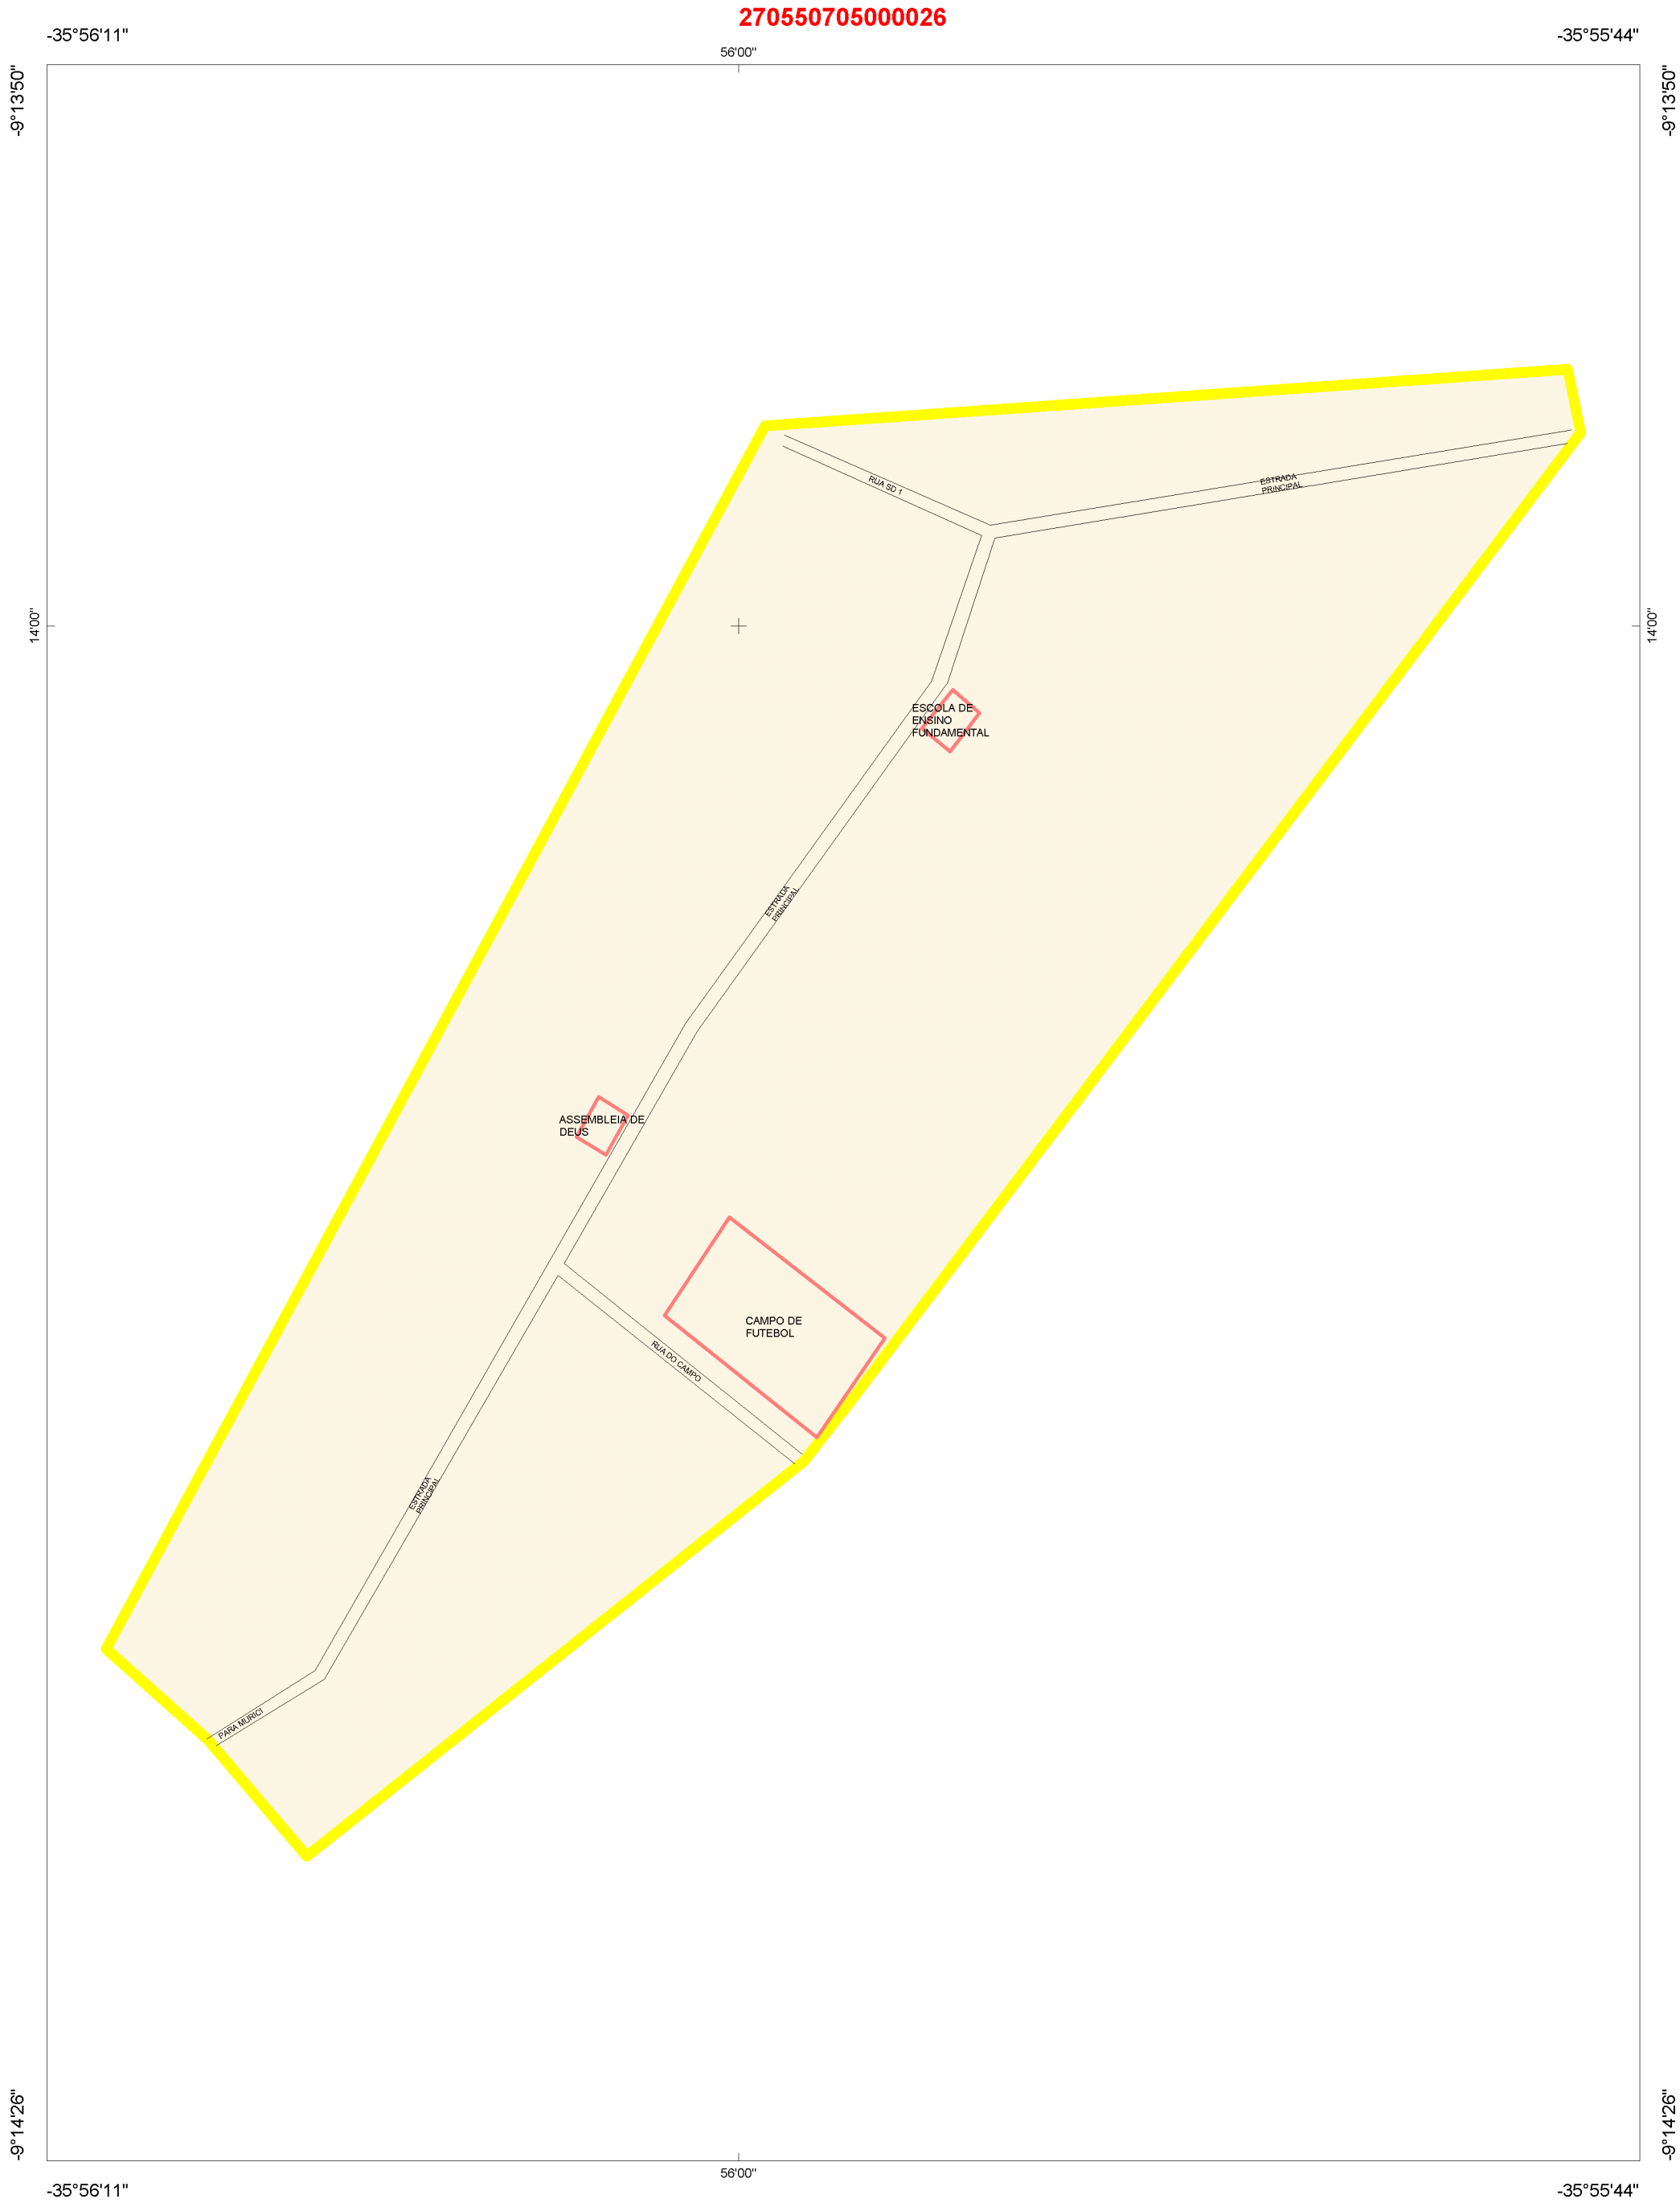 270550705000026
-35°56'11"
-35°55'44"
56'00"
-9°13'50"
-9°13'50"
RUA SD 1
ESTRADA
PRINCIPAL
14'00"
14'00"
ESCOLA DE
ENSINO
FUNDAMENTAL
ESTRADA
PRINCIPAL
ASSEMBLEIA DE
DEUS
CAMPO DE
FUTEBOL
RUA DO CAMPO
ESTRADA
PRINCIPAL
PARA MURICI
-9°14'26"
-9°14'26"
56'00"
-35°56'11"
-35°55'44"